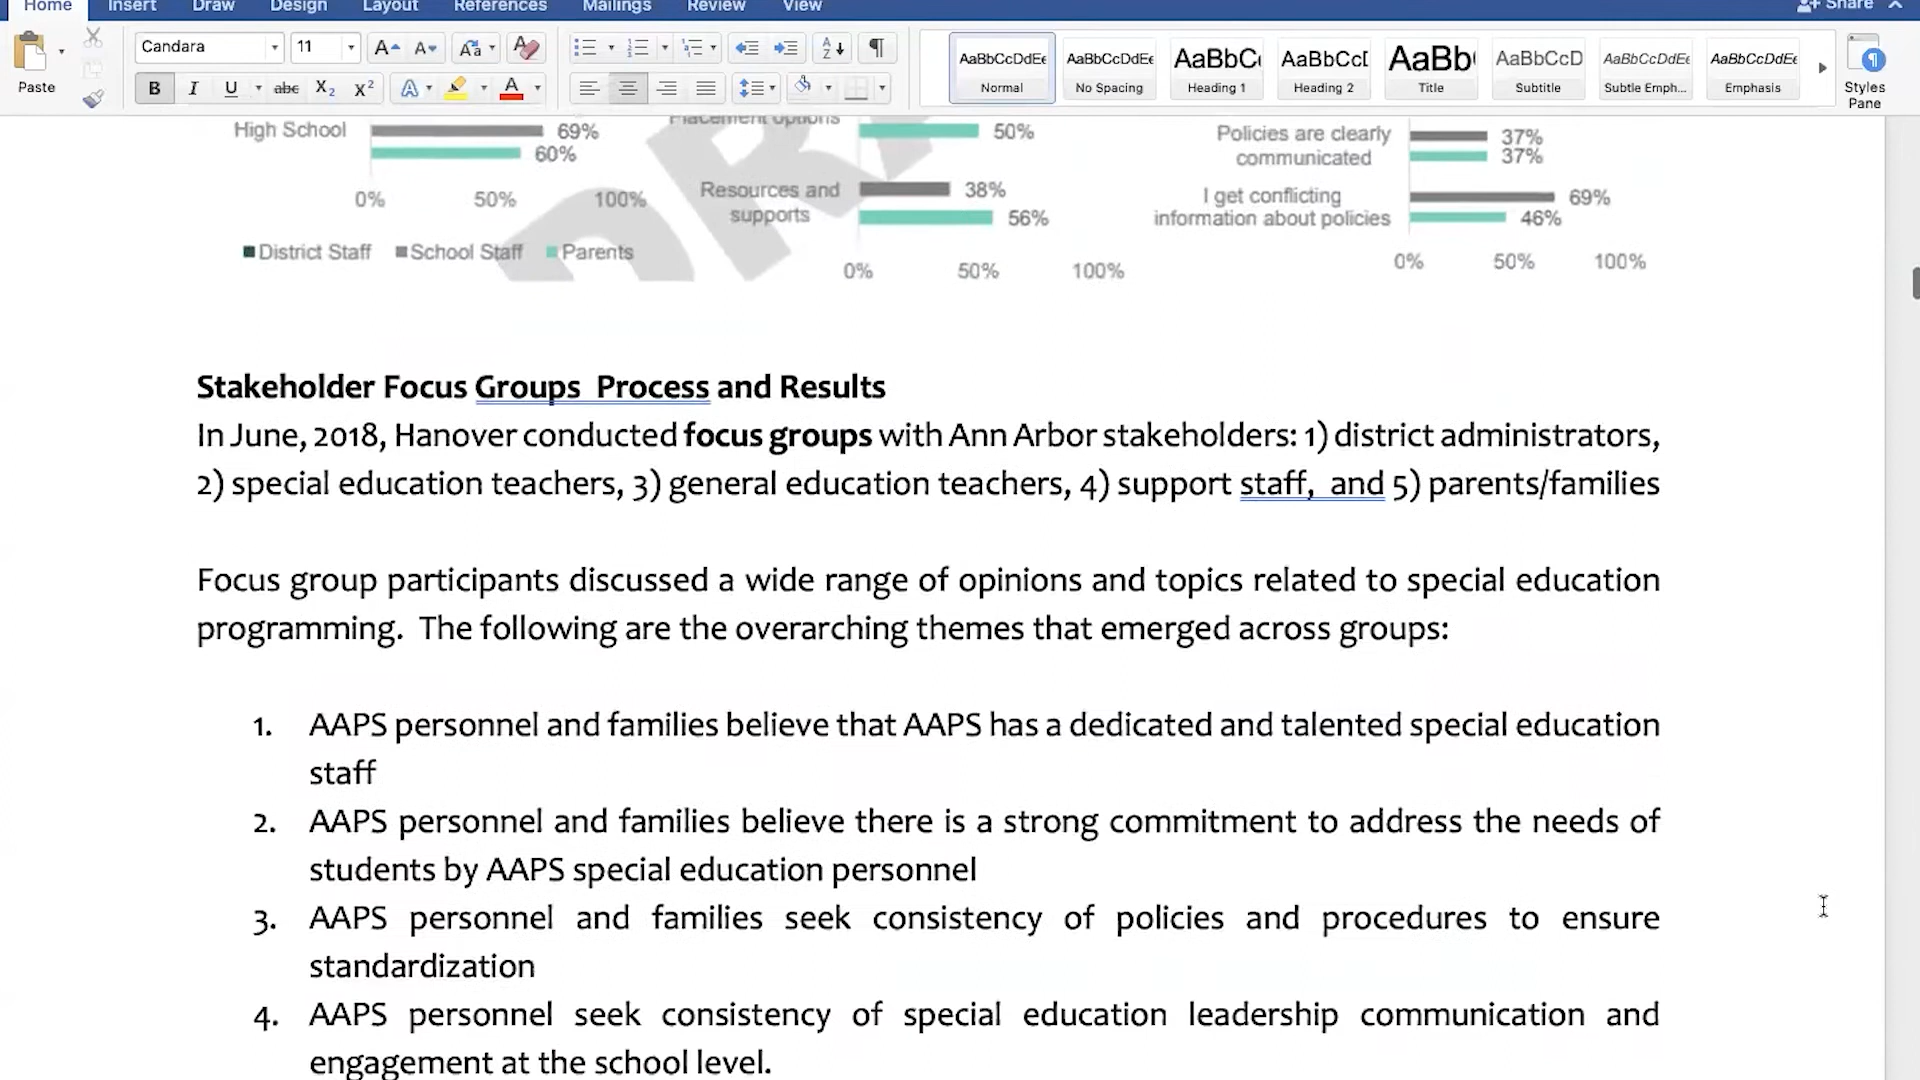 Home Insert Draw Design Layout References Mailings Review View Share
Candara 11
Paste
AaBbCcDdEe AaBbCcDdEe AaBbC AaBbCcD AaBb AaBbCcD AaBbCcDdEe AaBbCcDdEe
Normal No Spacing Heading 1 Heading 2 Title Subtitle Subtle Emph... Emphasis
Styles Pane
High School 69% 60%
0% 50% 100%
District Staff School Staff Parents
Placement options 50%
Resources and
supports
38% 56%
0% 50% 100%
Policies are clearly
communicated
37% 37%
I get conflicting
information about policies
69% 46%
0% 50% 100%
Stakeholder Focus Groups  Process and Results
In June, 2018, Hanover conducted focus groups with Ann Arbor stakeholders: 1) district administrators,
2) special education teachers, 3) general education teachers, 4) support staff,  and 5) parents/families
Focus group participants discussed a wide range of opinions and topics related to special education
programming.  The following are the overarching themes that emerged across groups:
1. AAPS personnel and families believe that AAPS has a dedicated and talented special education
staff
2. AAPS personnel and families believe there is a strong commitment to address the needs of
students by AAPS special education personnel
3. AAPS personnel and families seek consistency of policies and procedures to ensure
standardization
4. AAPS personnel seek consistency of special education leadership communication and
engagement at the school level.